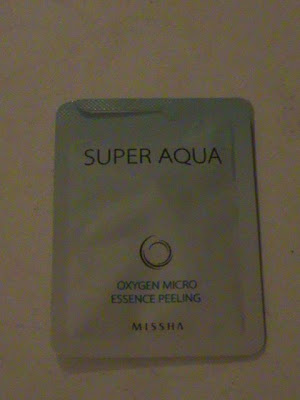 SUPER AQUA
OXYGEN MICRO
ESSENCE PEELING
MISSHA